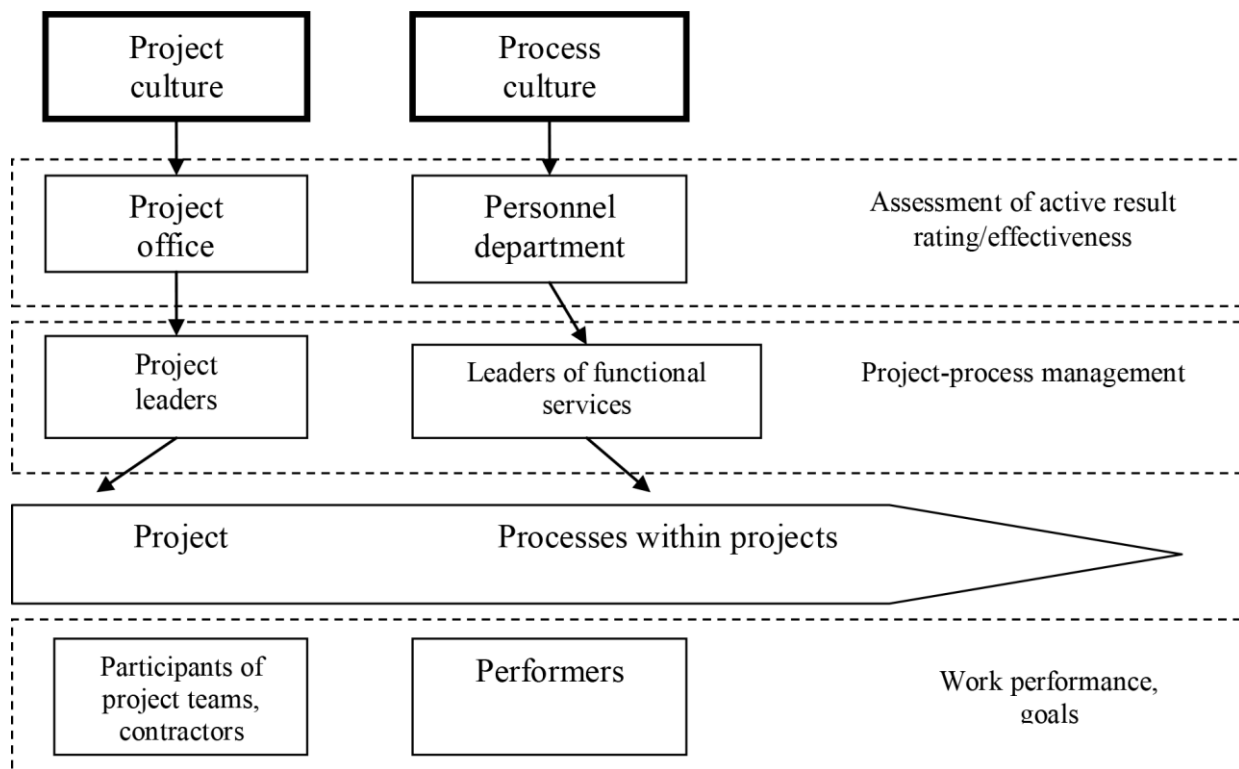 Project
culture
Process
culture
Project
office
Personnel
department
Assessment of active result
rating/effectiveness
Project
leaders
Leaders of functional
services
Project-process management
Project
Processes within projects
Participants of
project teams,
contractors
Performers
Work performance,
goals